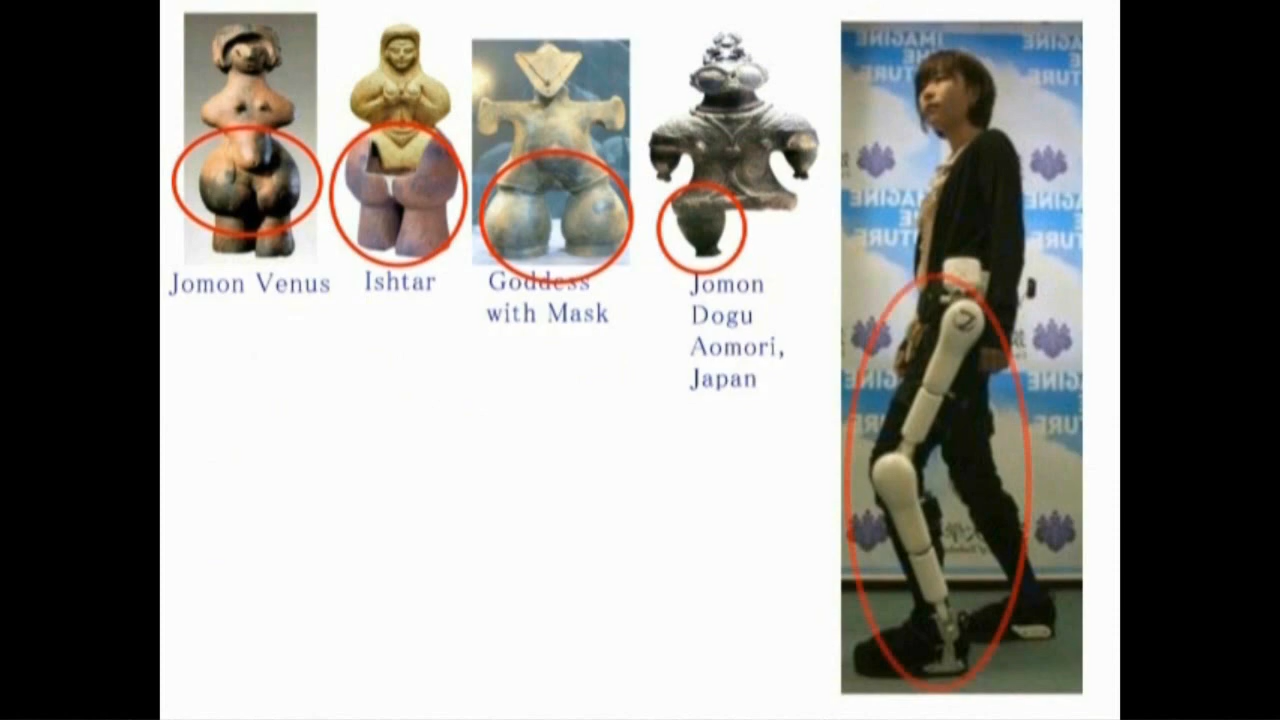 Jomon Venus
Ishtar
Goddess
with Mask
Jomon
Dogu
Aomori,
Japan
IMAGINE
THE
FUTURE